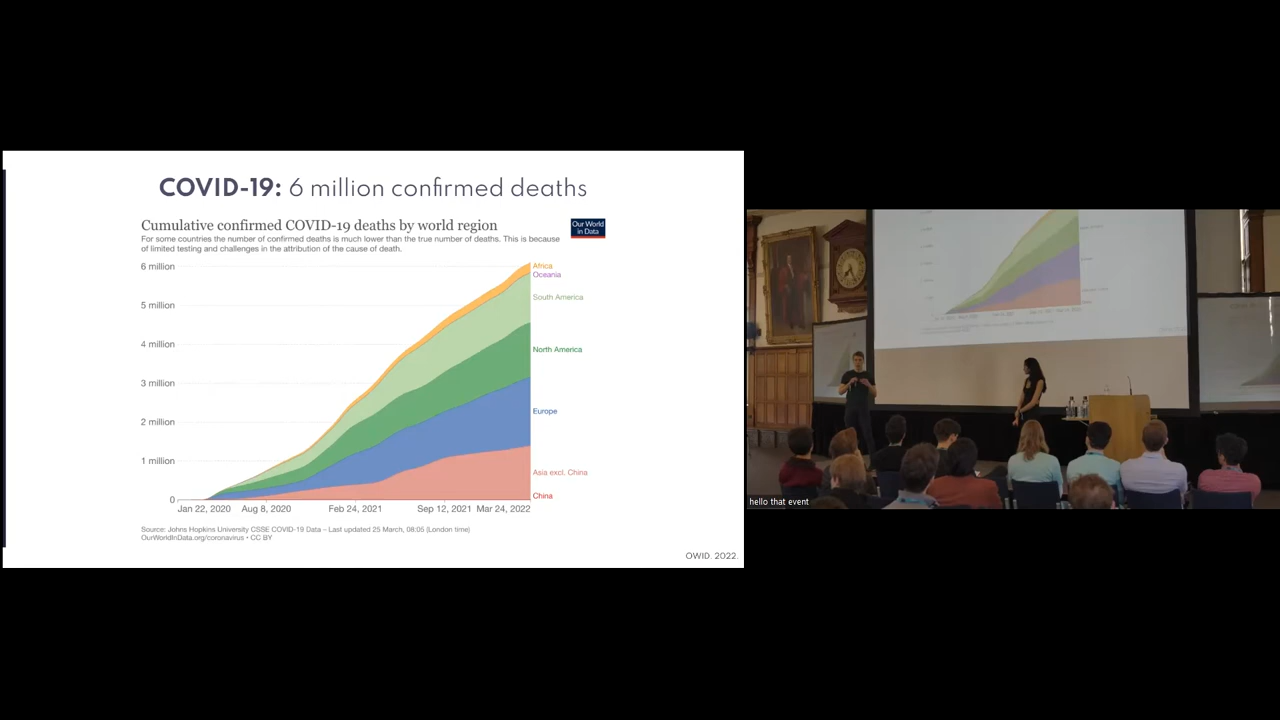 COVID-19: 6 million confirmed deaths
Cumulative confirmed COVID-19 deaths by world region
Our World
in Data
For some countries the number of confirmed deaths is much lower than the true number of deaths. This is because
of limited testing and challenges in the attribution of the cause of death.
6 million
5 million
4 million
3 million
2 million
1 million
0
Africa
Oceania
South America
North America
Europe
Asia excl. China
China
Jan 22, 2020
Aug 8, 2020
Feb 24, 2021
Sep 12, 2021
Mar 24, 2022
Source: Johns Hopkins University CSSE COVID-19 Data – Last updated 25 March, 08:05 (London time)
OurWorldInData.org/coronavirus • CC BY
OWID. 2022.
hello that event